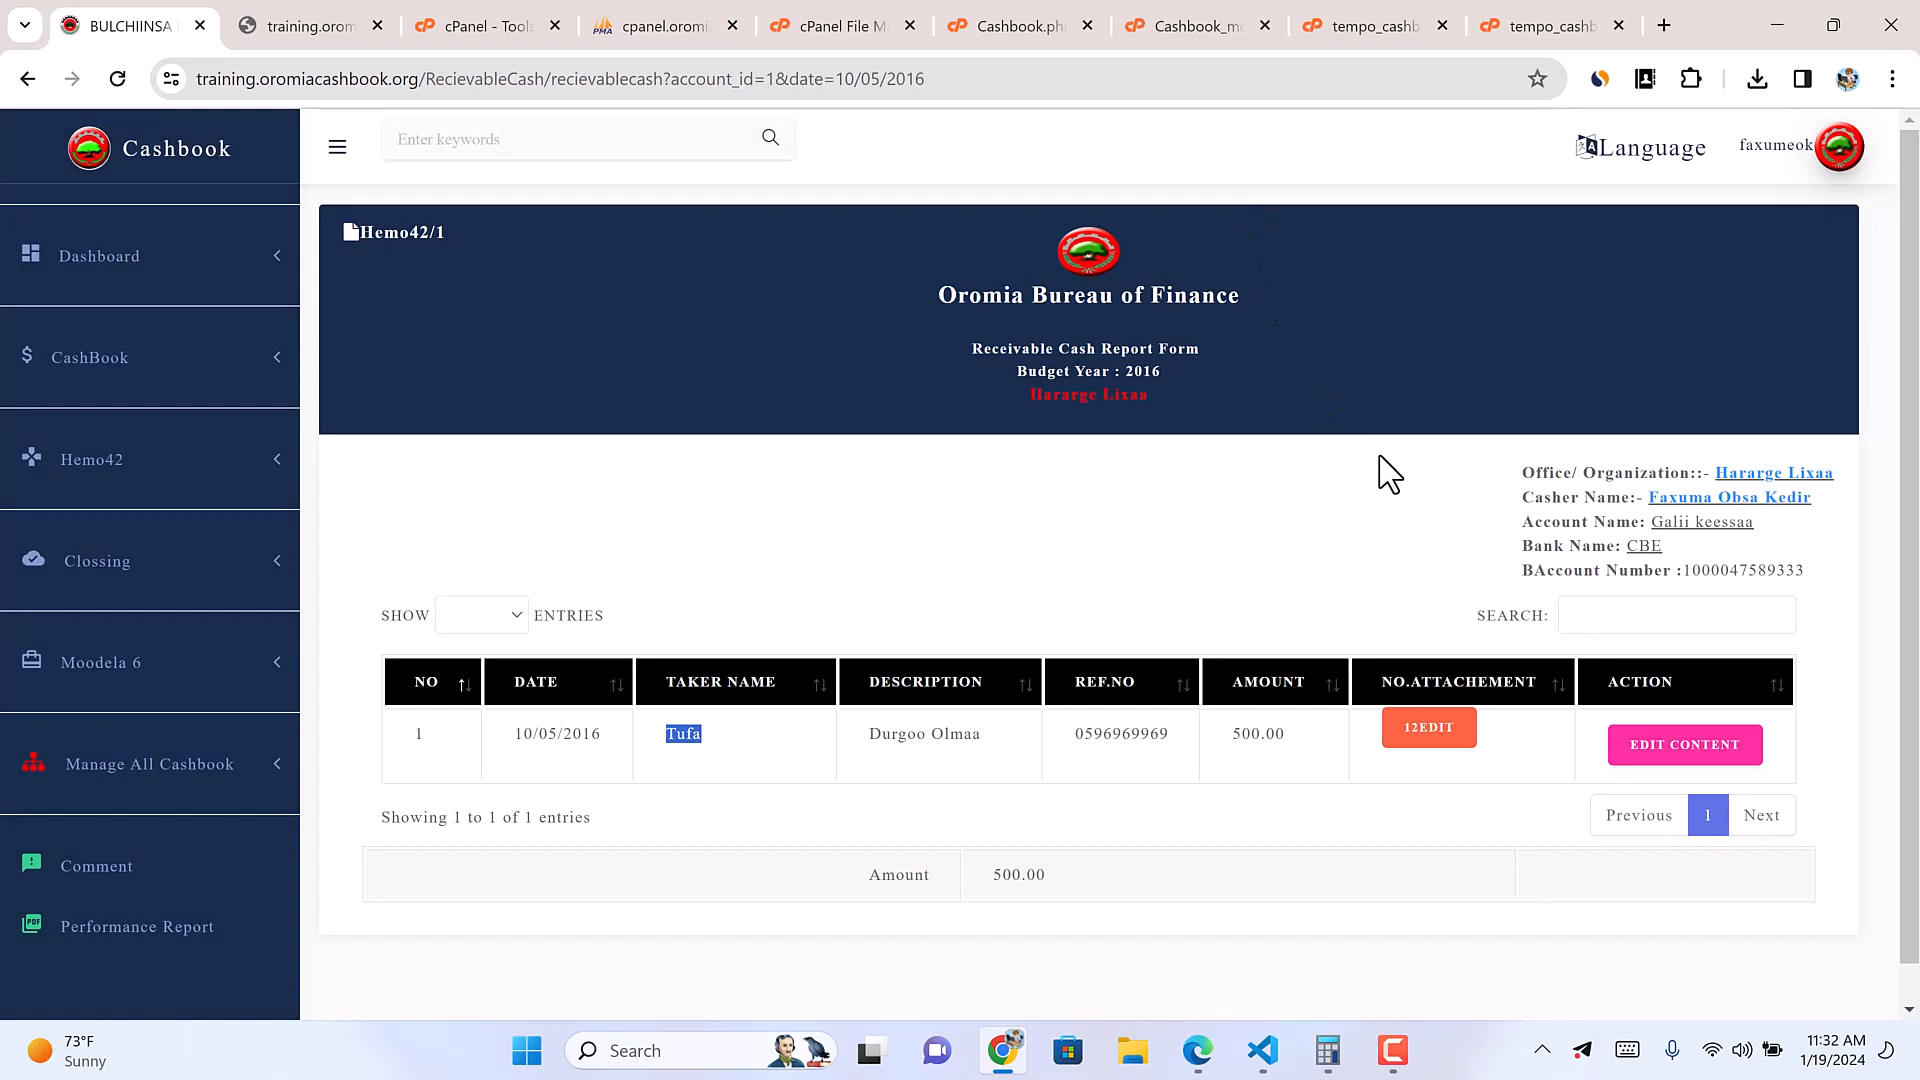 BULCHIINSA
training.orom
cPanel - Tools
PMA
cpanel.oromi
cPanel File M
Cashbook.ph
Cashbook_m
tempo_cashb
tempo_cashb
training.oromiacashbook.org/RecievableCash/recievablecash?account_id=1&date=10/05/2016
Cashbook
Enter keywords
Language
faxumeok
Dashboard
CashBook
Hemo42
Clossing
Moodela 6
Manage All Cashbook
Comment
Performance Report
Hemo42/1
Oromia Bureau of Finance
Receivable Cash Report Form
Budget Year : 2016
Hararge Lixaa
Office/ Organization::- Hararge Lixaa
Casher Name:- Faxuma Obsa Kedir
Account Name: Galii keessaa
Bank Name: CBE
BAccount Number :1000047589333
SHOW ENTRIES
SEARCH:
NO DATE TAKER NAME DESCRIPTION REF.NO AMOUNT NO.ATTACHEMENT ACTION
1 10/05/2016 Tufa Durgoo Olmaa 0596969969 500.00 12EDIT EDIT CONTENT
Showing 1 to 1 of 1 entries
Previous 1 Next
Amount 500.00
73°F
Sunny
Search
11:32 AM
1/19/2024